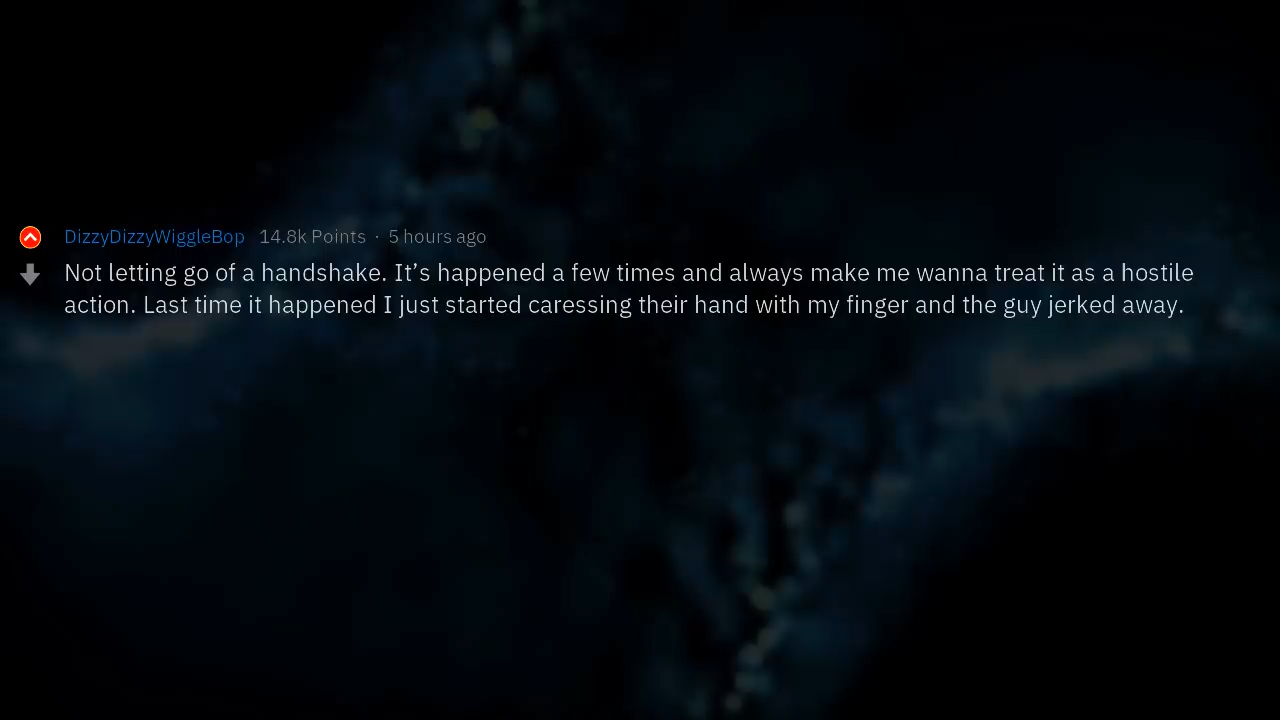 DizzyDizzyWiggleBop 14.8k Points · 5 hours ago
Not letting go of a handshake. It’s happened a few times and always make me wanna treat it as a hostile
action. Last time it happened I just started caressing their hand with my finger and the guy jerked away.